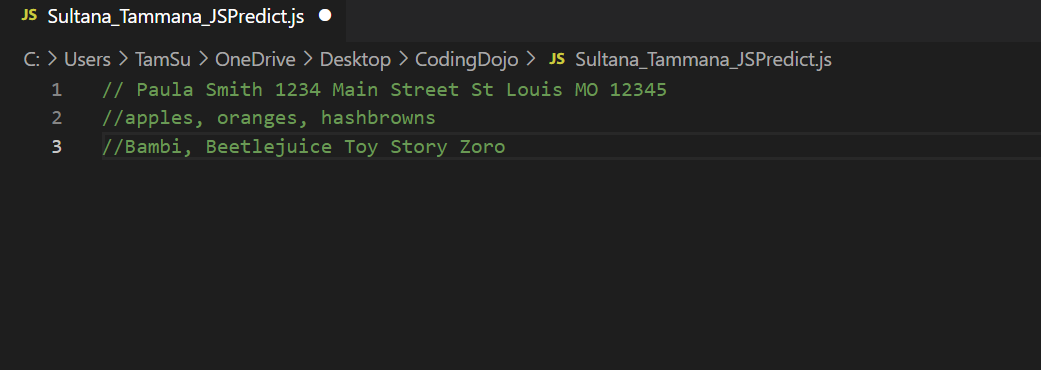 JS Sultana_Tammana_JSPredict.js
C: > Users > TamSu > OneDrive > Desktop > CodingDojo > JS Sultana_Tammana_JSPredict.js
1 // Paula Smith 1234 Main Street St Louis MO 12345
2 //apples, oranges, hashbrowns
3 //Bambi, Beetlejuice Toy Story Zoro